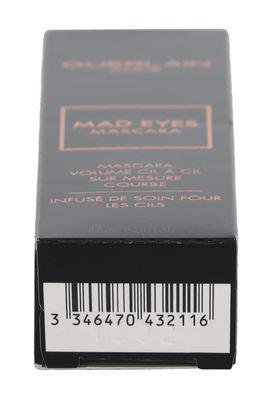 GUERLAIN
PARIS
MAD EYES
MASCARA
MASCARA
VOLUME CIL À CIL
SUR MESURE
COURBE
INFUSÉ DE SOIN POUR
LES CILS
3 346470 432116